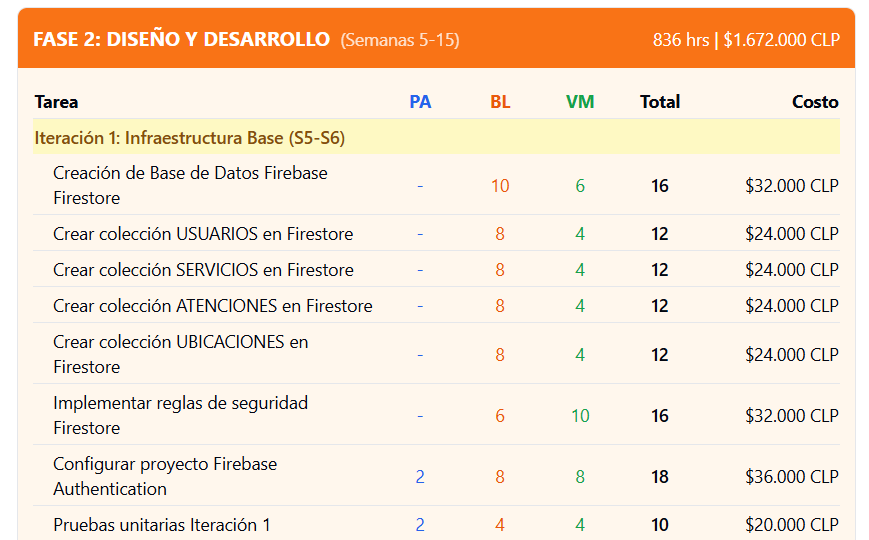 FASE 2: DISEÑO Y DESARROLLO (Semanas 5-15) 836 hrs | $1.672.000 CLP
Tarea PA BL VM Total Costo
Iteración 1: Infraestructura Base (S5-S6)
Creación de Base de Datos Firebase
Firestore - 10 6 16 $32.000 CLP
Crear colección USUARIOS en Firestore - 8 4 12 $24.000 CLP
Crear colección SERVICIOS en Firestore - 8 4 12 $24.000 CLP
Crear colección ATENCIONES en Firestore - 8 4 12 $24.000 CLP
Crear colección UBICACIONES en
Firestore - 8 4 12 $24.000 CLP
Implementar reglas de seguridad
Firestore - 6 10 16 $32.000 CLP
Configurar proyecto Firebase
Authentication 2 8 8 18 $36.000 CLP
Pruebas unitarias Iteración 1 2 4 4 10 $20.000 CLP